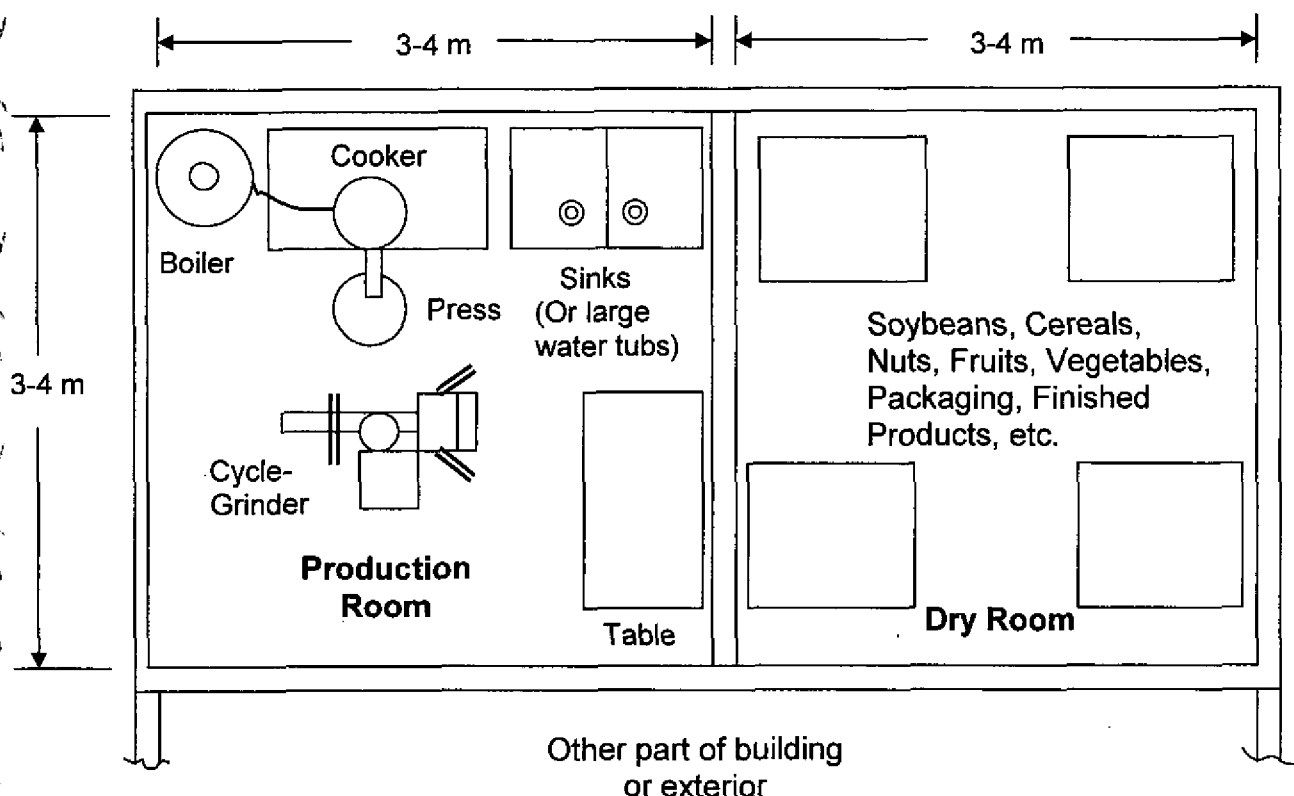 3-4 m
3-4 m
3-4 m
Boiler
Cooker
Press
Sinks
(Or large
water tubs)
Cycle-
Grinder
Production
Room
Table
Soybeans, Cereals,
Nuts, Fruits, Vegetables,
Packaging, Finished
Products, etc.
Dry Room
Other part of building
or exterior